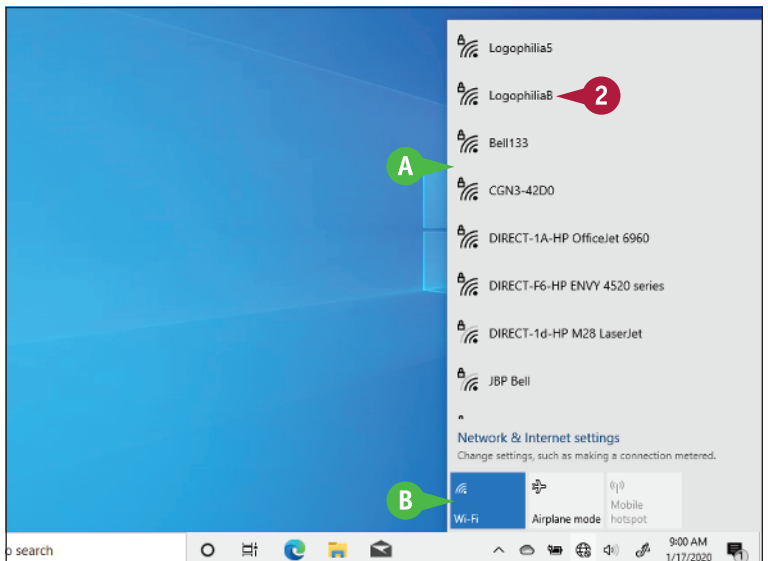 Logophilia5
LogophiliaB
2
Bell133
A
CGN3-42D0
DIRECT-1A-HP OfficeJet 6960
DIRECT-F6-HP ENVY 4520 series
DIRECT-1d-HP M28 LaserJet
JBP Bell
Network & Internet settings
Change settings, such as making a connection metered.
B
Wi-Fi
Airplane mode
Mobile
hotspot
o search
9:00 AM
1/17/2020
1